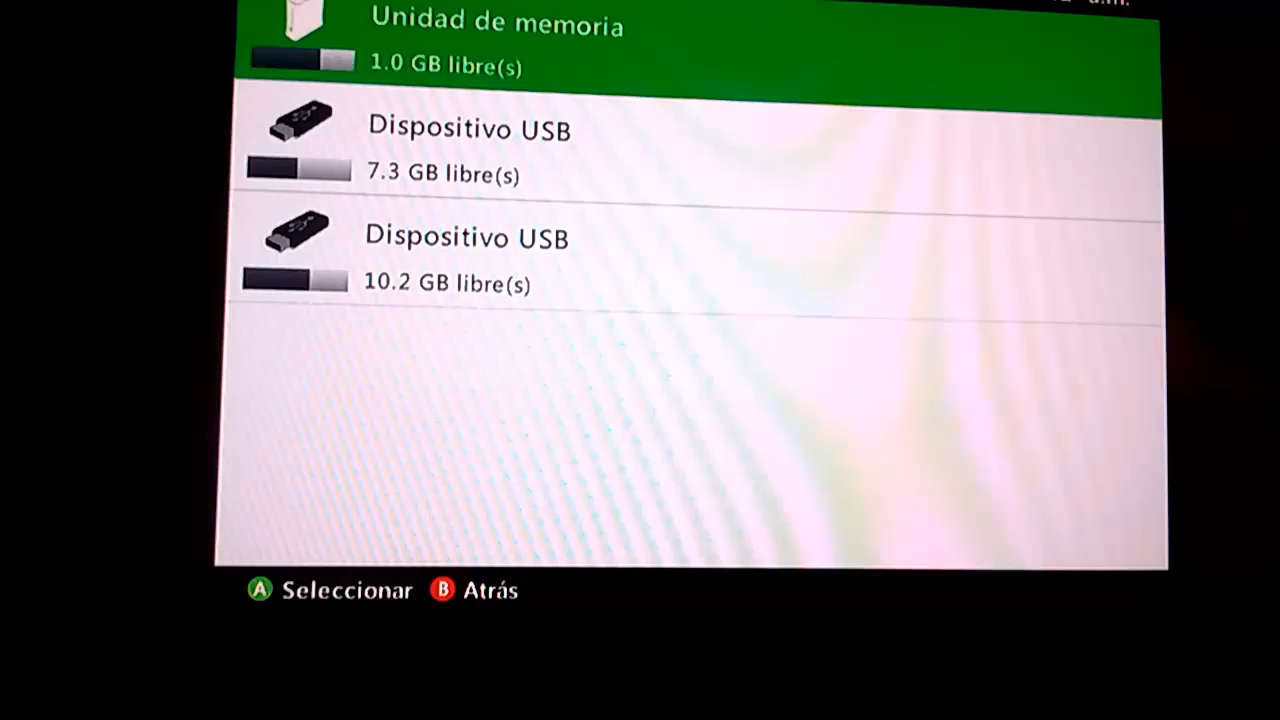 Unidad de memoria
1.0 GB libre(s)
Dispositivo USB
7.3 GB libre(s)
Dispositivo USB
10.2 GB libre(s)
A Seleccionar B Atrás